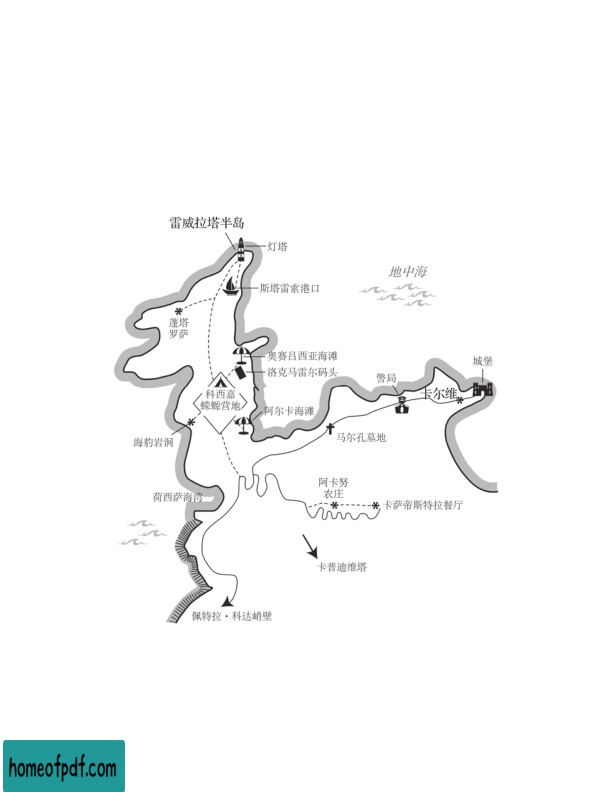 雷威拉塔半岛
灯塔
地中海
斯塔雷索港口
蓬塔
罗萨
奥赛吕西亚海滩
洛克马雷尔码头
城堡
警局
卡尔维
科西嘉
蝾螈营地
阿尔卡海滩
马尔孔墓地
海豹岩洞
阿卡努
农庄
荷西萨海湾
卡萨帝斯特拉餐厅
卡普迪维塔
佩特拉·科达峭壁
homeofpdf.com